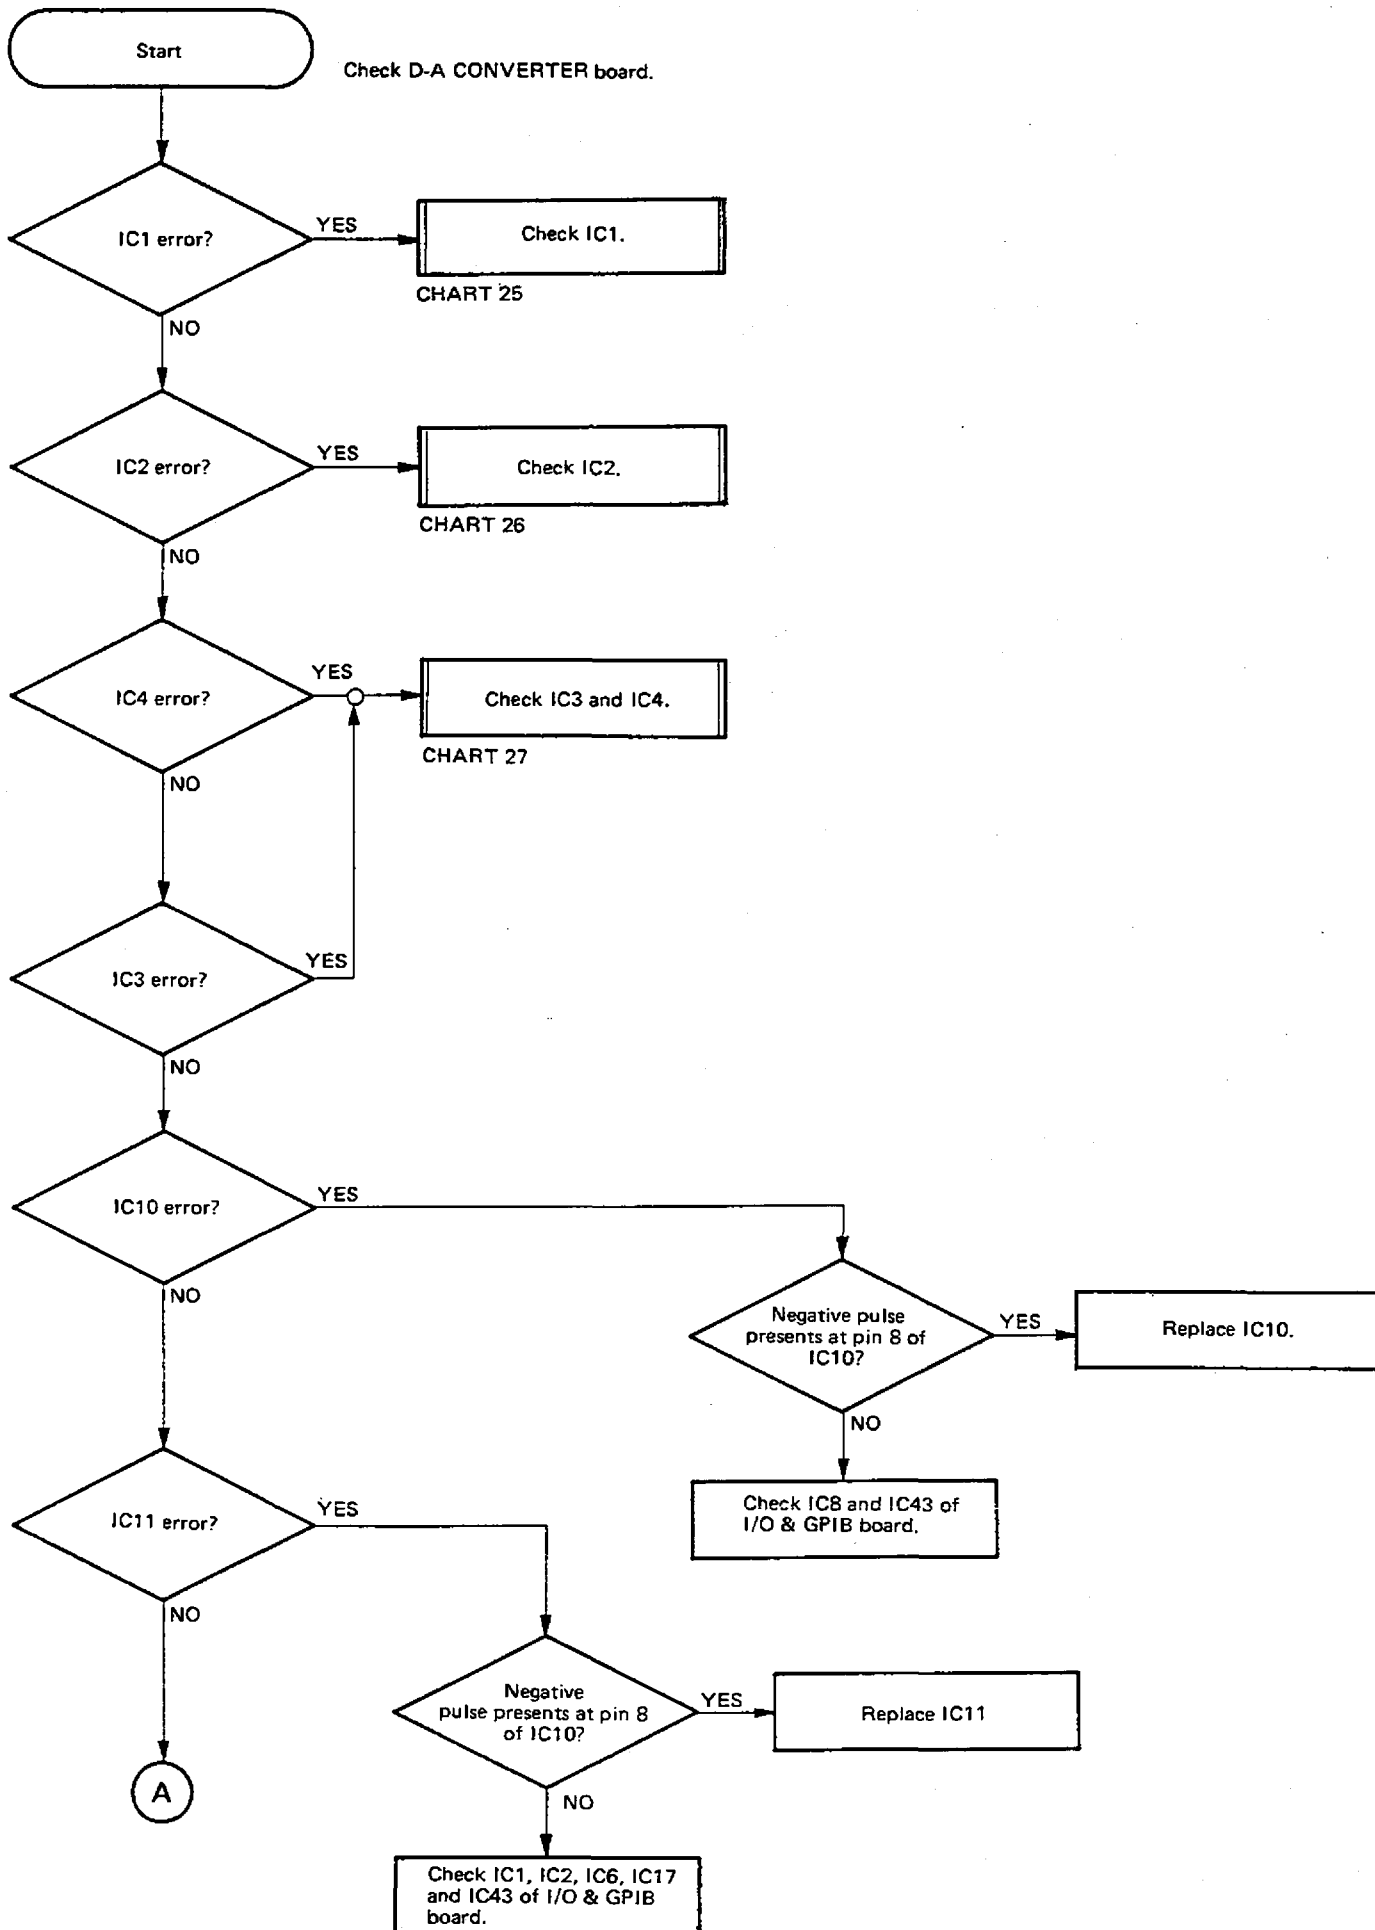 Start
Check D-A CONVERTER board.
IC1 error?
YES
Check IC1.
CHART 25
NO
IC2 error?
YES
Check IC2.
CHART 26
NO
IC4 error?
YES
Check IC3 and IC4.
CHART 27
NO
IC3 error?
YES
NO
IC10 error?
YES
NO
Negative pulse
presents at pin 8 of
IC10?
YES
Replace IC10.
NO
Check IC8 and IC43 of
I/O & GPIB board.
IC11 error?
YES
NO
Negative
pulse presents at pin 8
of IC10?
YES
Replace IC11
NO
Check IC1, IC2, IC6, IC17
and IC43 of I/O & GPIB
board.
A